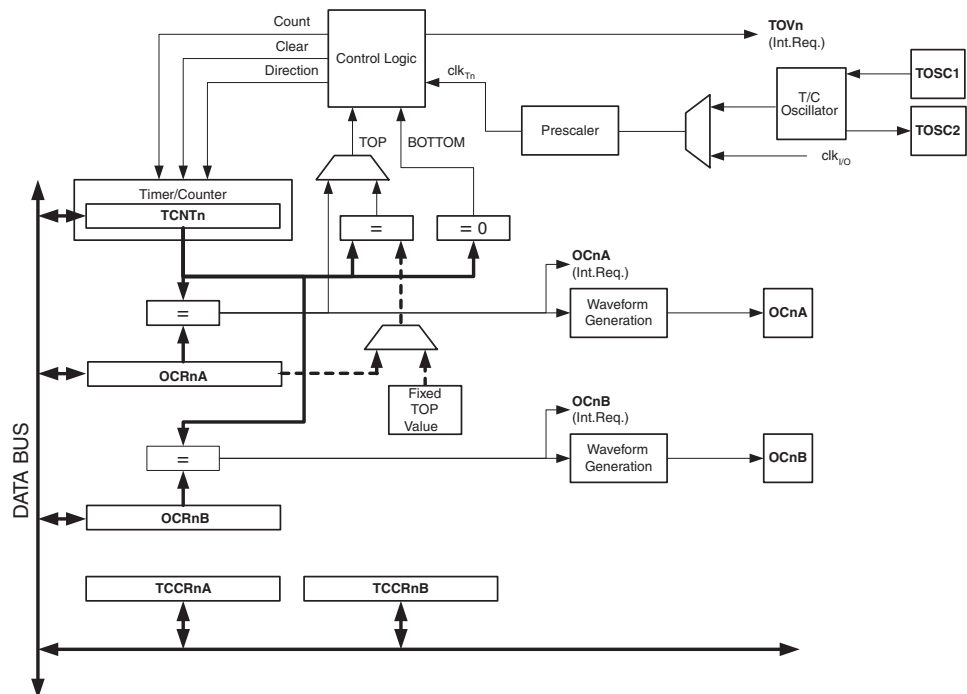 Count
Clear
Direction
Control Logic
TOVn
(Int.Req.)
clkTn
TOSC1
T/C
Oscillator
TOSC2
Prescaler
clkI/O
TOP
BOTTOM
Timer/Counter
TCNTn
=
= 0
OCnA
(Int.Req.)
=
Waveform
Generation
OCnA
OCRnA
Fixed
TOP
Value
OCnB
(Int.Req.)
=
Waveform
Generation
OCnB
OCRnB
DATA BUS
TCCRnA
TCCRnB